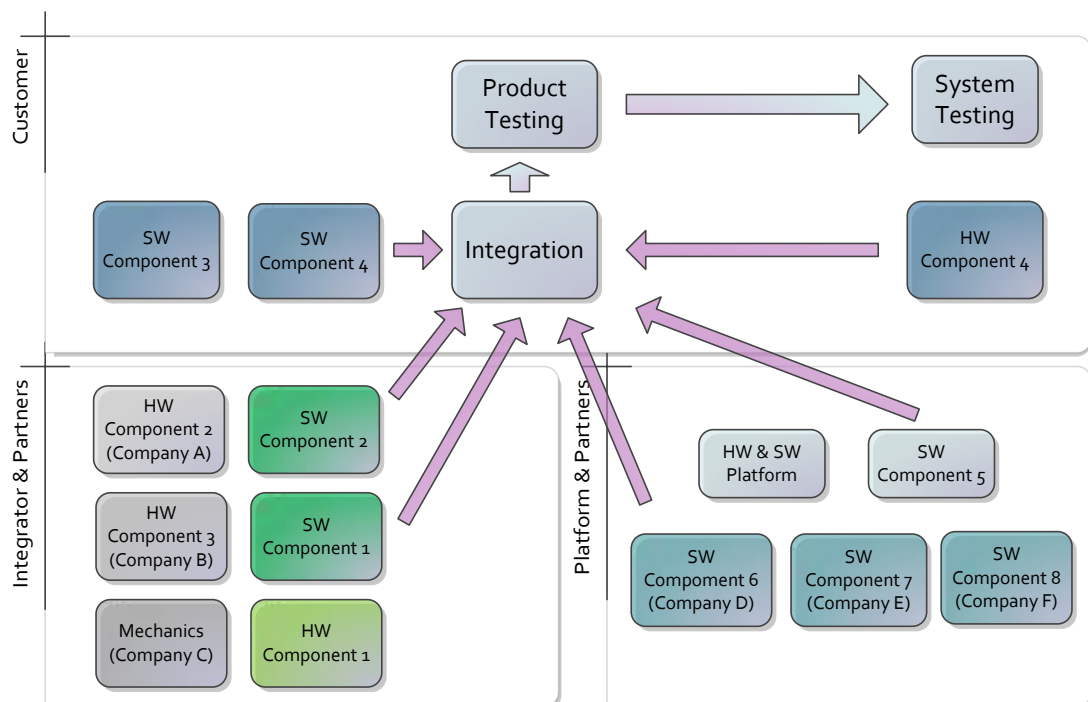 Customer
Product
Testing
System
Testing
SW
Component 3
SW
Component 4
Integration
HW
Component 4
Integrator & Partners
HW
Component 2
(Company A)
SW
Component 2
HW
Component 3
(Company B)
SW
Component 1
Mechanics
(Company C)
HW
Component 1
Platform & Partners
HW & SW
Platform
SW
Component 5
SW
Compoment 6
(Company D)
SW
Component 7
(Company E)
SW
Component 8
(Company F)